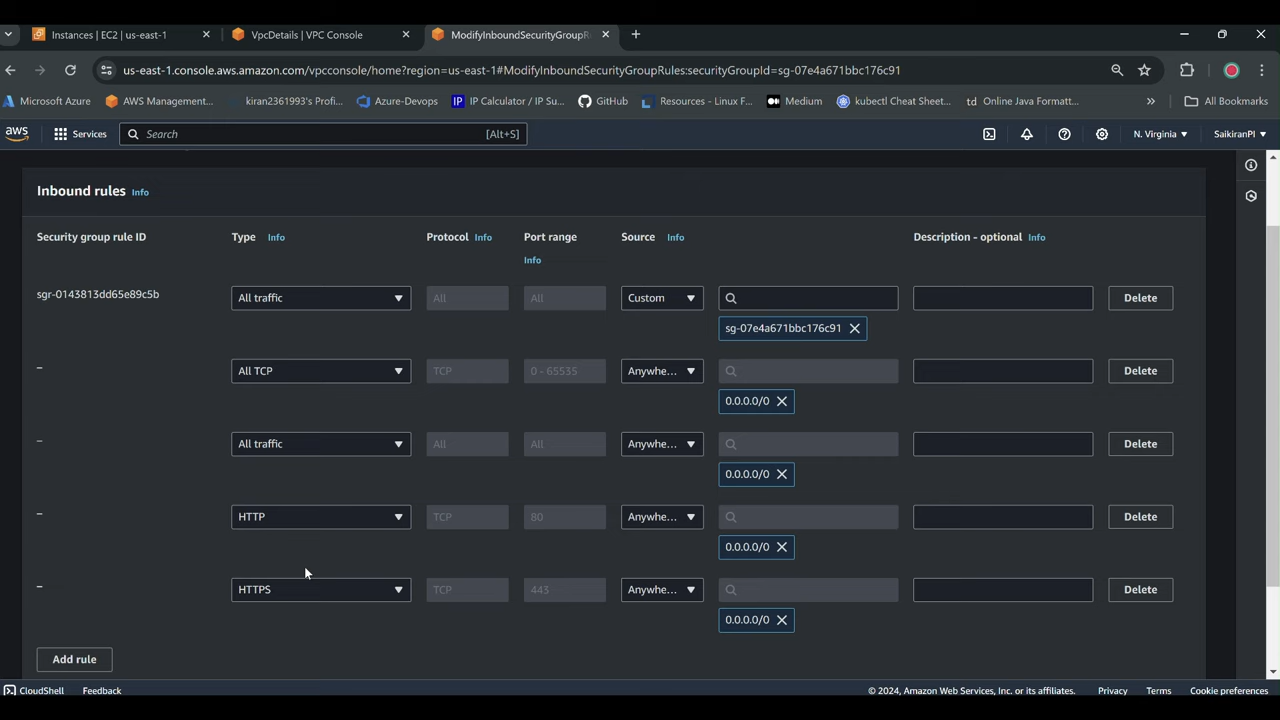 Instances | EC2 | us-east-1
VpcDetails | VPC Console
ModifyInboundSecurityGroupR
us-east-1.console.aws.amazon.com/vpcconsole/home?region=us-east-1#ModifyInboundSecurityGroupRules:securityGroupId=sg-07e4a671bbc176c91
Microsoft Azure
AWS Management...
kiran2361993's Profi...
Azure-Devops
IP
IP Calculator / IP Su...
GitHub
Resources - Linux F...
Medium
kubectl Cheat Sheet...
td
Online Java Formatt...
»
All Bookmarks
aws
Services
Search
[Alt+S]
N. Virginia
SaikiranPI
Inbound rules Info
Security group rule ID
Type Info
Protocol Info
Port range
Info
Source Info
Description - optional Info
sgr-0143813dd65e89c5b
All traffic
All
All
Custom
Delete
sg-07e4a671bbc176c91
–
All TCP
TCP
0 - 65535
Anywhe...
Delete
0.0.0.0/0
–
All traffic
All
All
Anywhe...
Delete
0.0.0.0/0
–
HTTP
TCP
80
Anywhe...
Delete
0.0.0.0/0
–
HTTPS
TCP
443
Anywhe...
Delete
0.0.0.0/0
Add rule
CloudShell
Feedback
© 2024, Amazon Web Services, Inc. or its affiliates.
Privacy
Terms
Cookie preferences